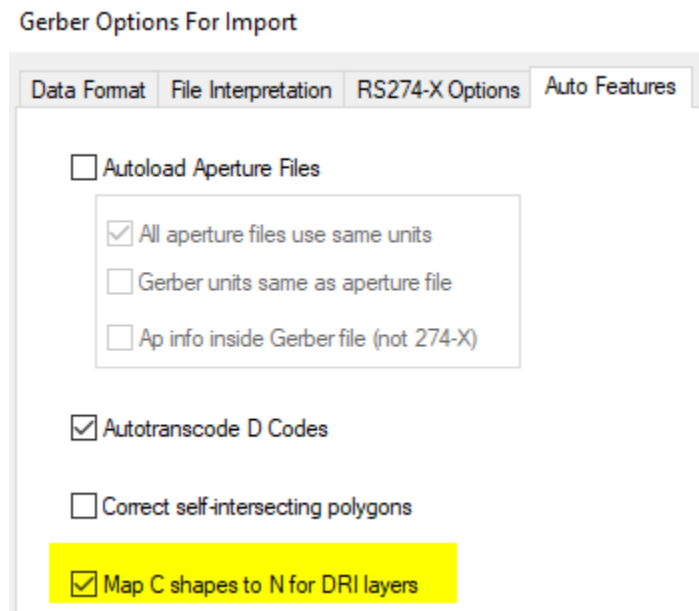 Gerber Options For Import
Data Format File Interpretation RS274-X Options Auto Features
Autoload Aperture Files
All aperture files use same units
Gerber units same as aperture file
Ap info inside Gerber file (not 274-X)
Autotranscode D Codes
Correct self-intersecting polygons
Map C shapes to N for DRI layers